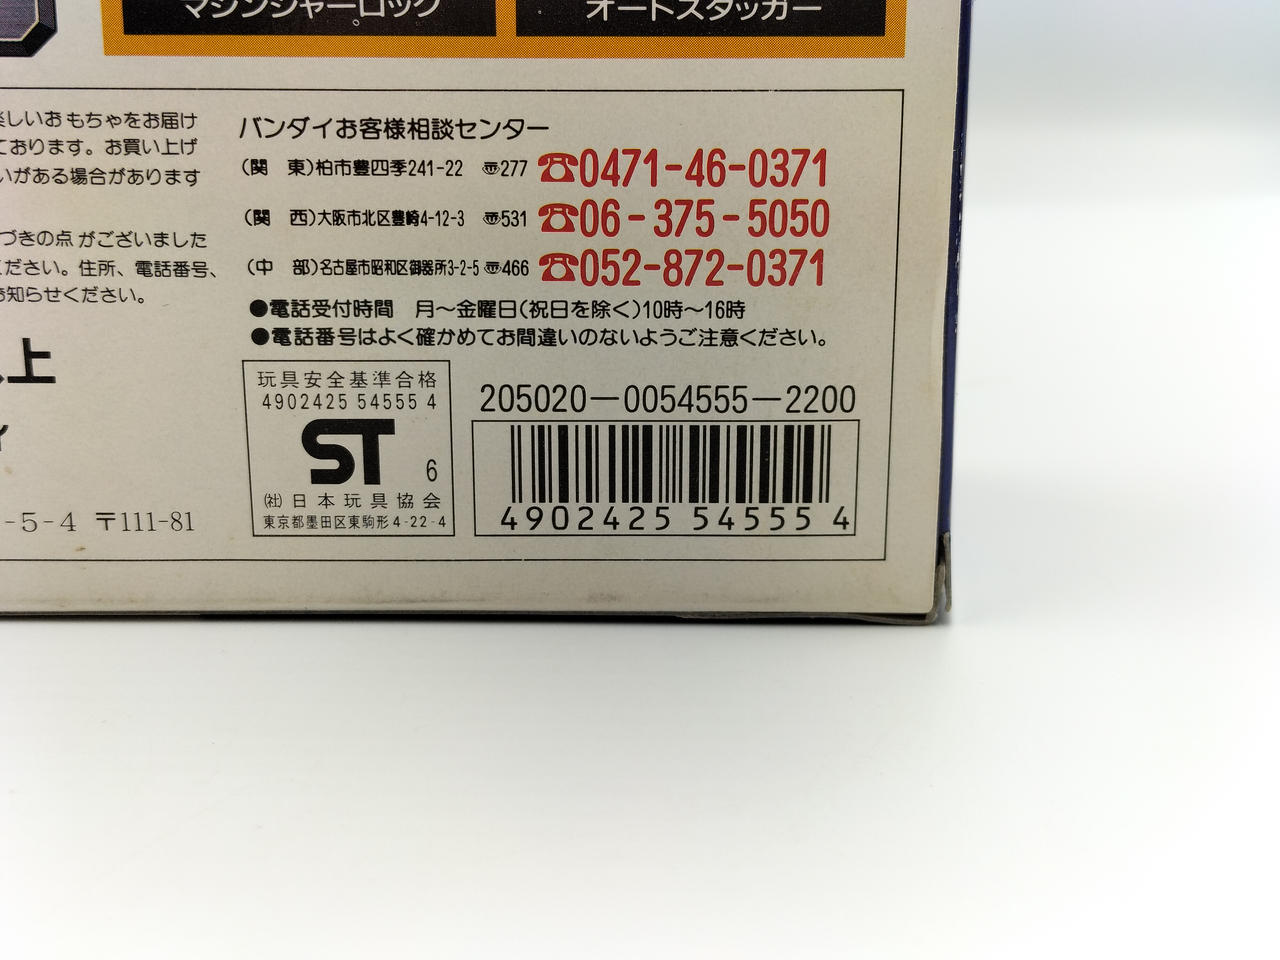 マシンシャーロック
オートスタッカー
しいおもちゃをお届け
ております。お買い上げ
いがある場合があります
づきの点がございました
ください。住所、電話番号、
お知らせください。
上
-5-4 〒111-81
バンダイお客様相談センター
(関 東)柏市豊四季241-22 〠277 ☎0471-46-0371
(関 西)大阪市北区豊崎4-12-3 〠531 ☎06-375-5050
(中 部)名古屋市昭和区御器所3-2-5 〠466 ☎052-872-0371
●電話受付時間 月～金曜日(祝日を除く)10時～16時
●電話番号はよく確かめてお間違いのないようご注意ください。
玩具安全基準合格
4902425 54555 4
ST 6
(社)日本玩具協会
東京都墨田区東駒形4-22-4
205020—0054555—2200
4902425 54555 4